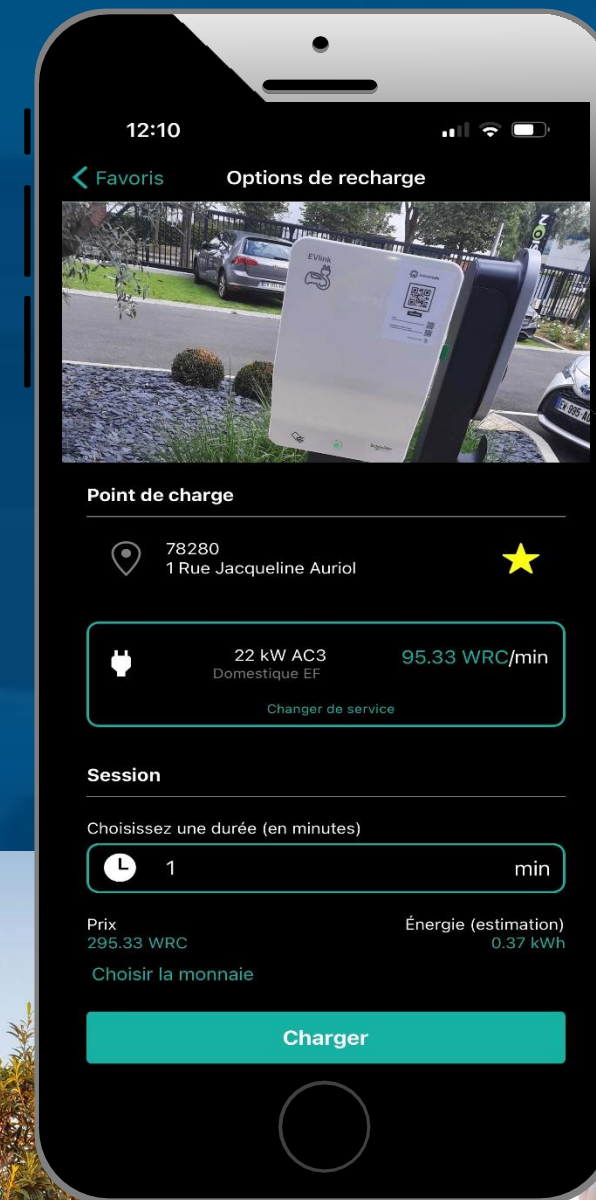 12:10
Favoris
Options de recharge
EVlink
Point de charge
78280
1 Rue Jacqueline Auriol
22 kW AC3
95.33 WRC/min
Domestique EF
Changer de service
Session
Choisissez une durée (en minutes)
1
min
Prix
Énergie (estimation)
295.33 WRC
0.37 kWh
Choisir la monnaie
Charger